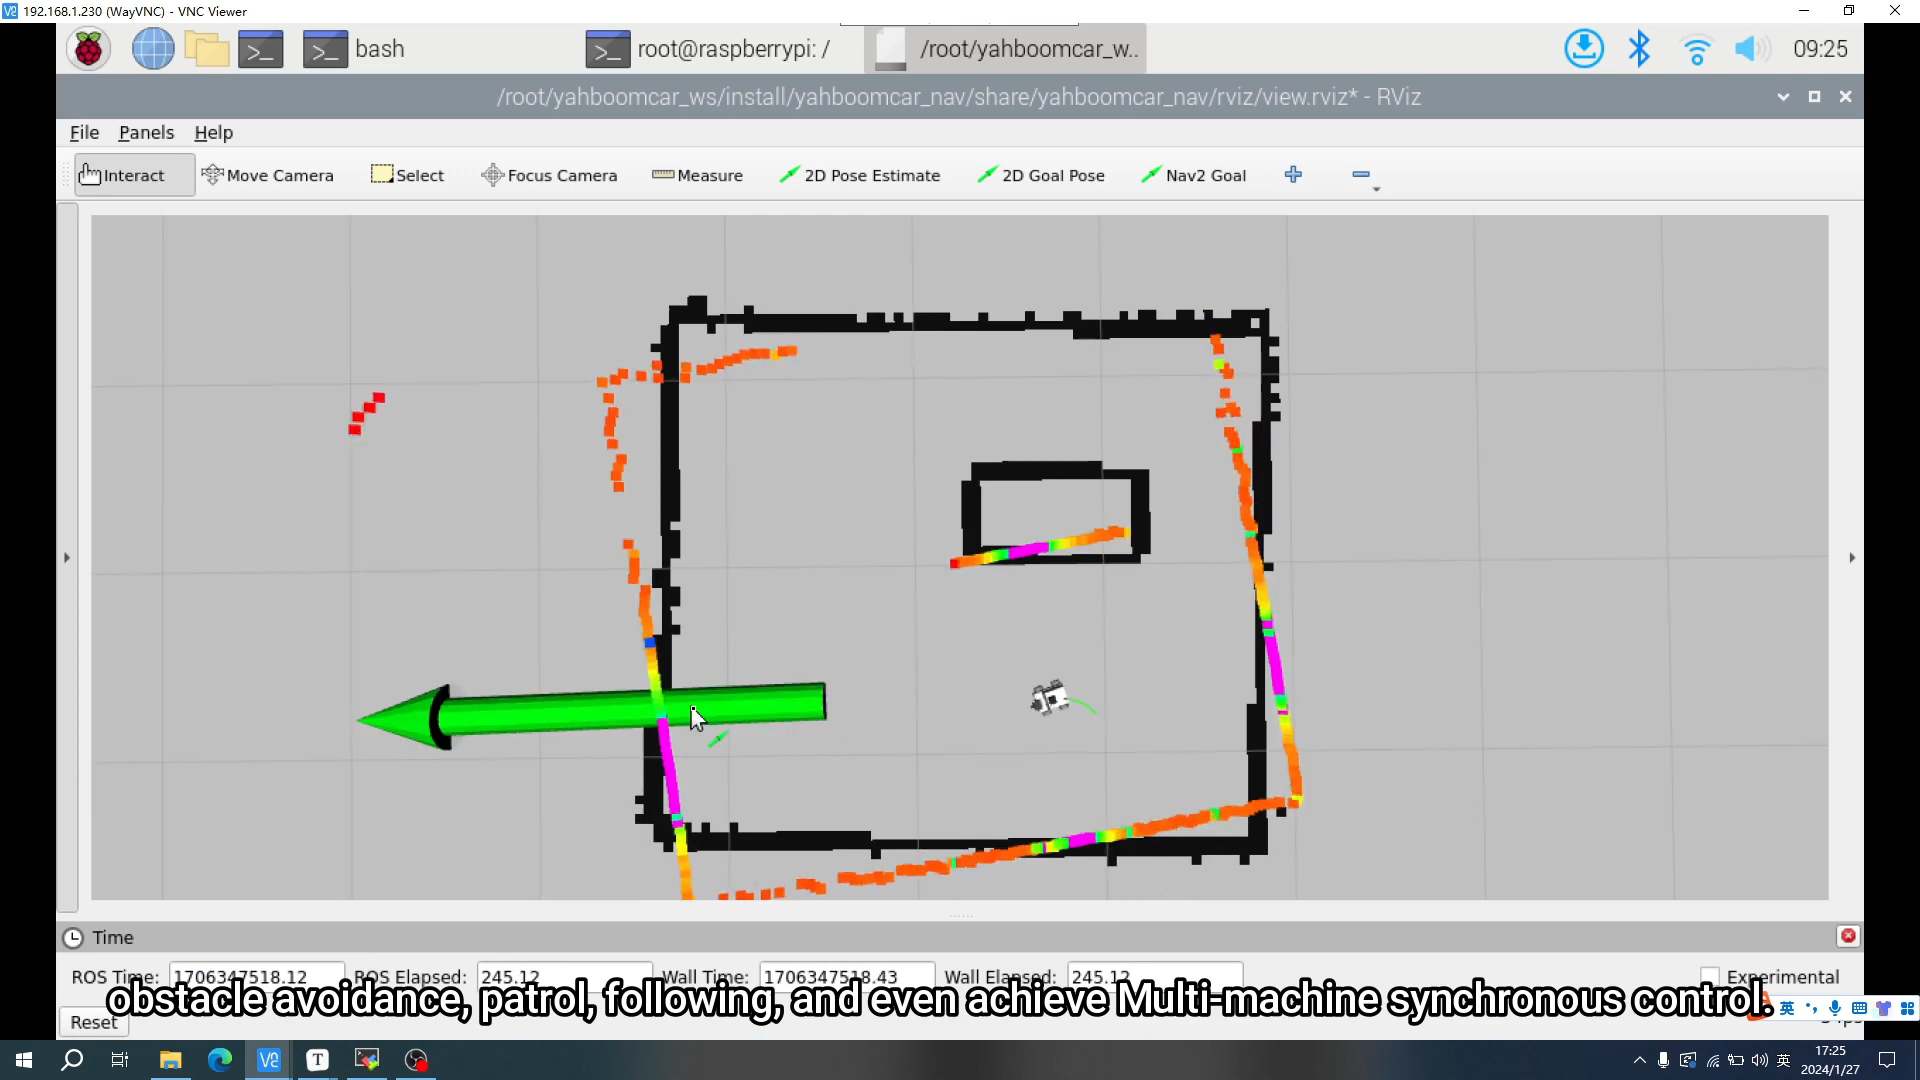 192.168.1.230 (WayVNC) - VNC Viewer
bash
root@raspberrypi: /
/root/yahboomcar_w..
09:25
/root/yahboomcar_ws/install/yahboomcar_nav/share/yahboomcar_nav/rviz/view.rviz* - RViz
File Panels Help
Interact Move Camera Select Focus Camera Measure 2D Pose Estimate 2D Goal Pose Nav2 Goal
Time
ROS Time: 1706347518.12 ROS Elapsed: 245.12 Wall Time: 1706347518.43 Wall Elapsed: 245.12 Experimental
obstacle avoidance, patrol, following, and even achieve Multi-machine synchronous control.
英
Reset
英
17:25
2024/1/27